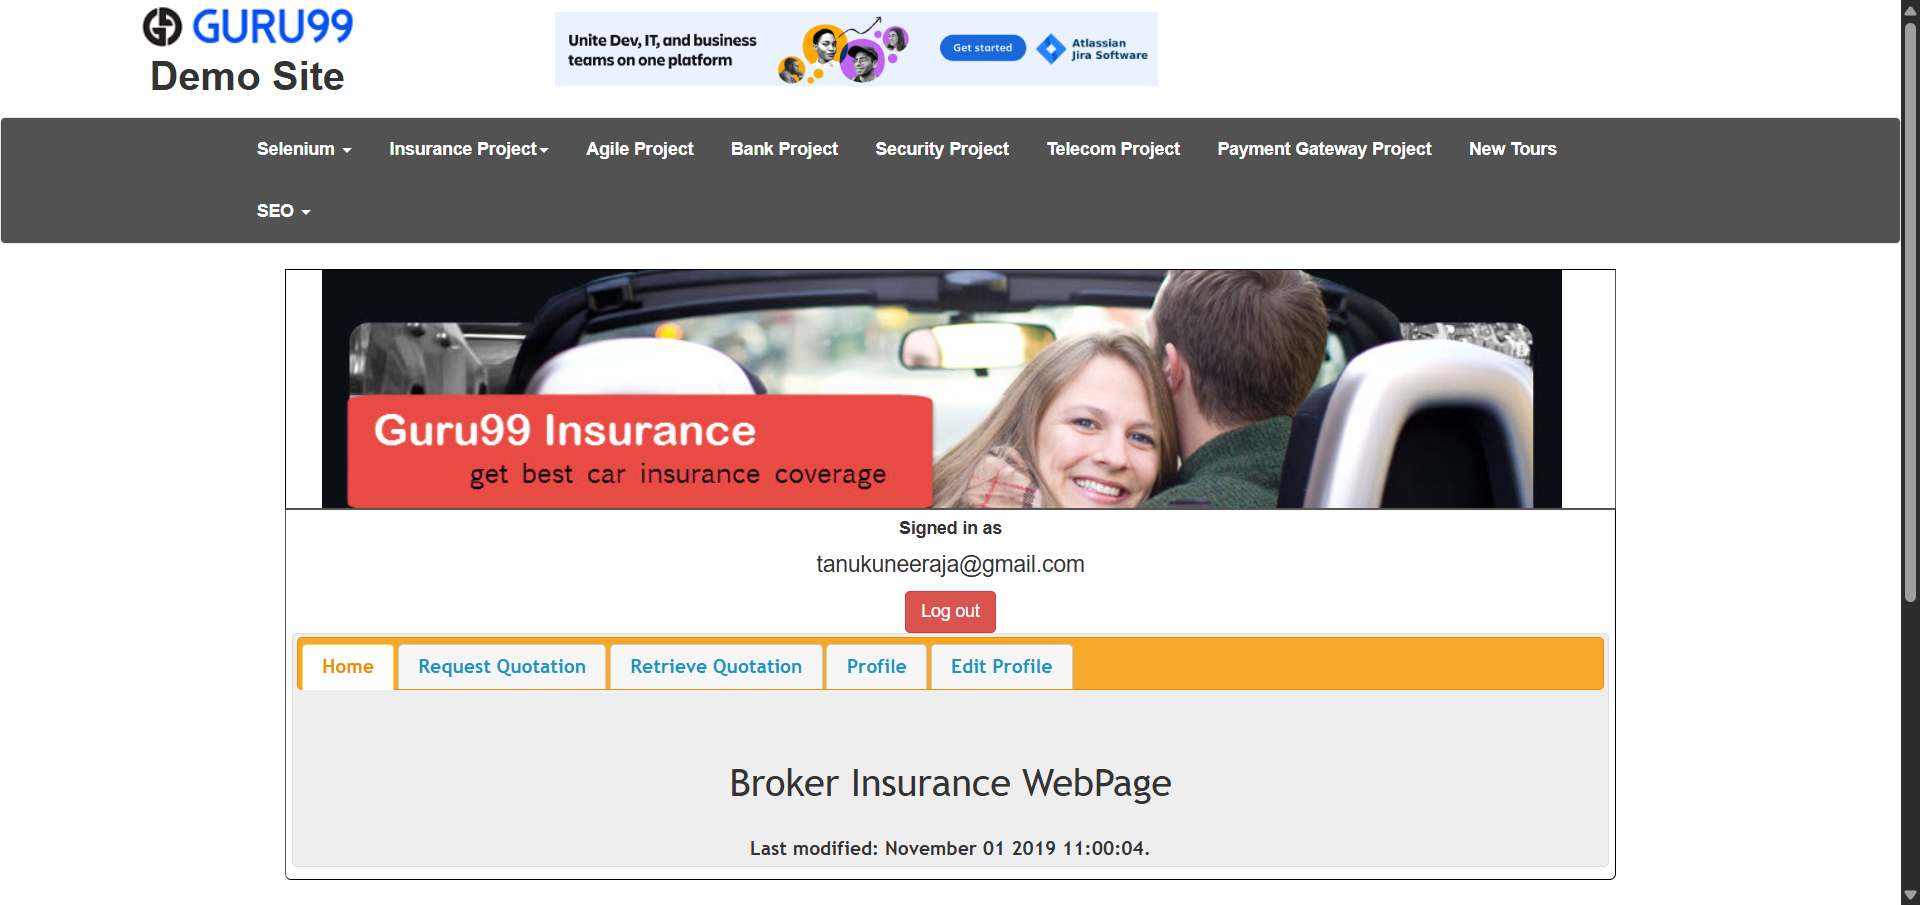 GURU99
Demo Site
Unite Dev, IT, and business
teams on one platform
Get started
Atlassian
Jira Software
Selenium
Insurance Project
Agile Project
Bank Project
Security Project
Telecom Project
Payment Gateway Project
New Tours
SEO
Guru99 Insurance
get best car insurance coverage
Signed in as
tanukuneeraja@gmail.com
Log out
Home
Request Quotation
Retrieve Quotation
Profile
Edit Profile
Broker Insurance WebPage
Last modified: November 01 2019 11:00:04.